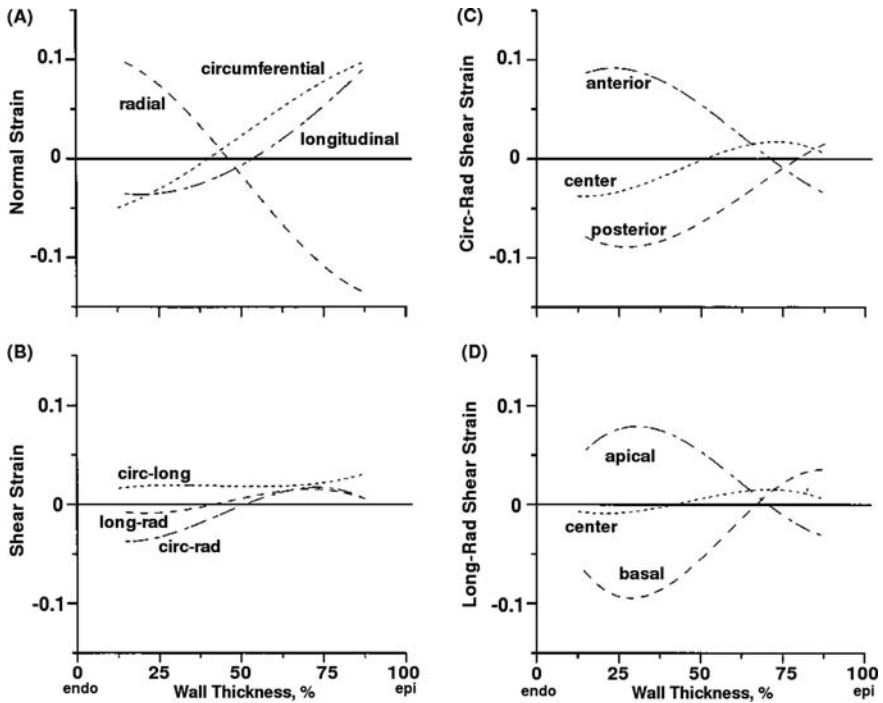 (A)
0.1
0
-0.1
Normal Strain
radial
circumferential
longitudinal
(B)
0.1
0
-0.1
Shear Strain
circ-long
long-rad
circ-rad
0
25
50
75
100
endo
Wall Thickness, %
epi
(C)
0.1
0
-0.1
Circ-Rad Shear Strain
anterior
center
posterior
(D)
0.1
0
-0.1
Long-Rad Shear Strain
apical
center
basal
0
25
50
75
100
endo
Wall Thickness, %
epi